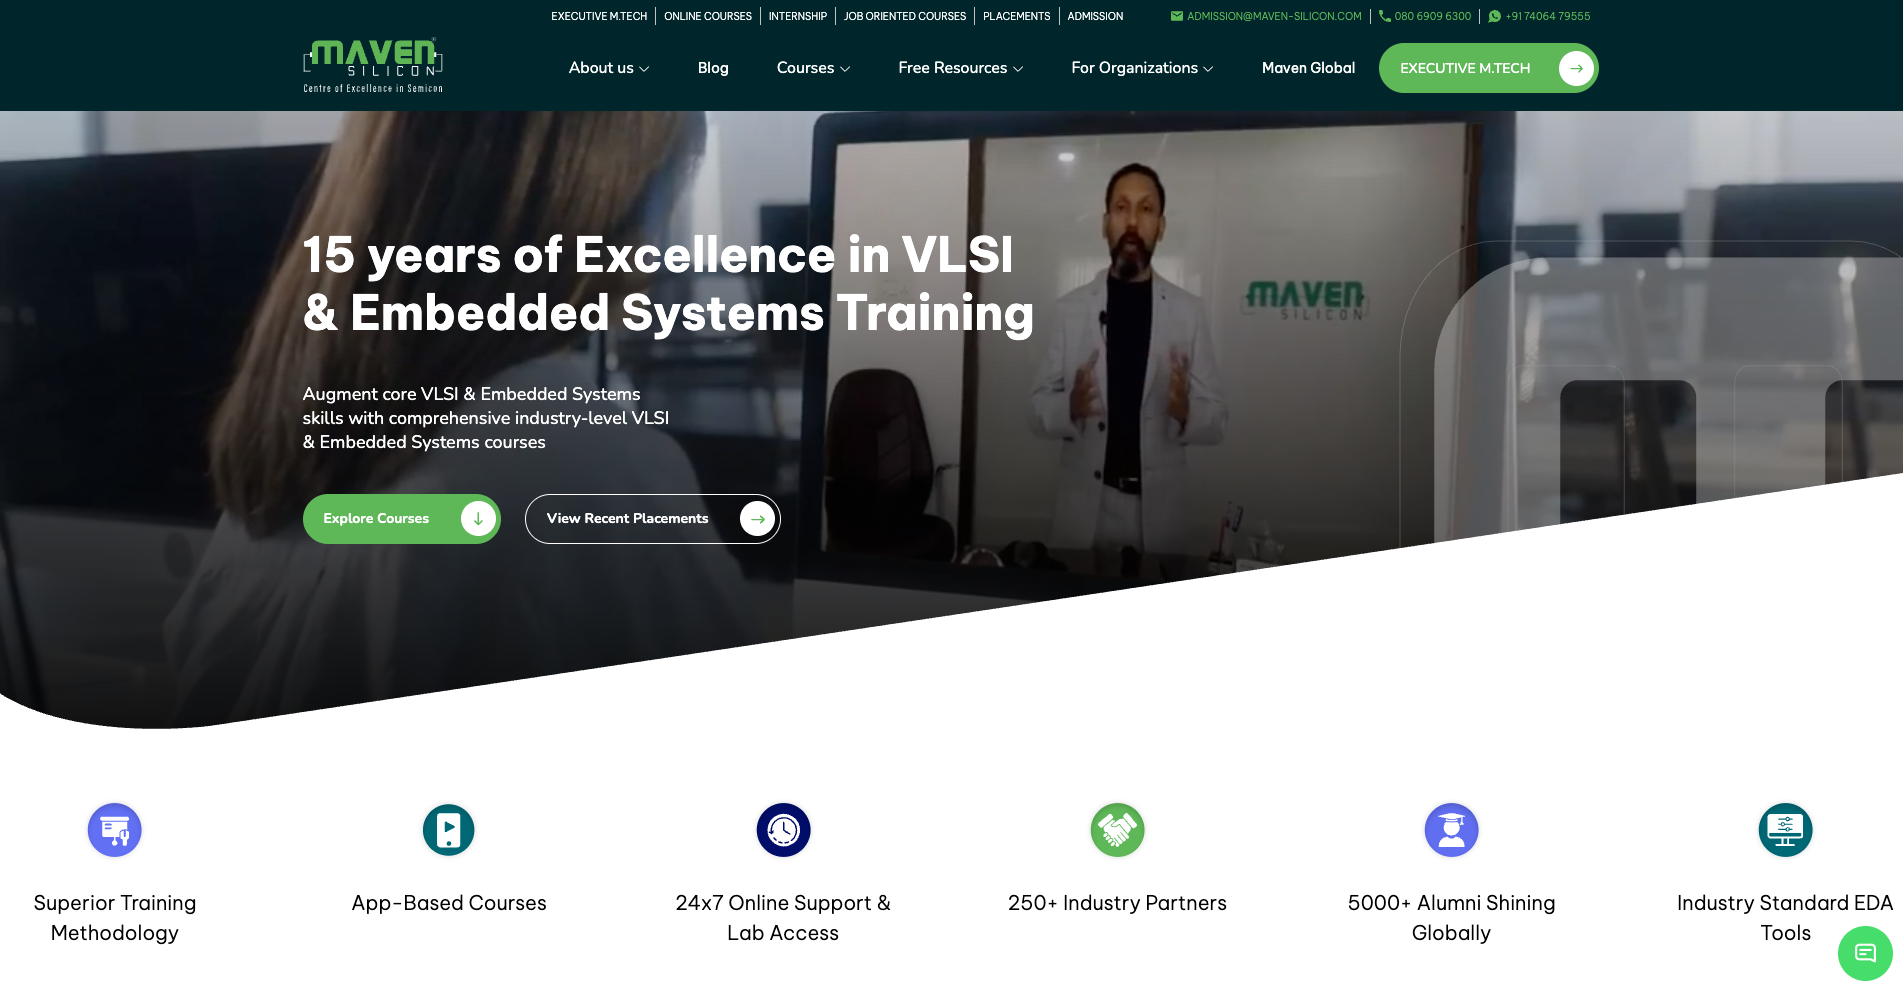 EXECUTIVE M.TECH ONLINE COURSES INTERNSHIP JOB ORIENTED COURSES PLACEMENTS ADMISSION ADMISSION@MAVEN-SILICON.COM 080 6909 6300 +91 74064 79555
MAVEN®
SILICON
Centre of Excellence in Semicon
About us Blog Courses Free Resources For Organizations Maven Global EXECUTIVE M.TECH
15 years of Excellence in VLSI
& Embedded Systems Training
MAVEN
SILICON
Augment core VLSI & Embedded Systems
skills with comprehensive industry-level VLSI
& Embedded Systems courses
Explore Courses View Recent Placements
Superior Training
Methodology
App-Based Courses
24x7 Online Support &
Lab Access
250+ Industry Partners
5000+ Alumni Shining
Globally
Industry Standard EDA
Tools